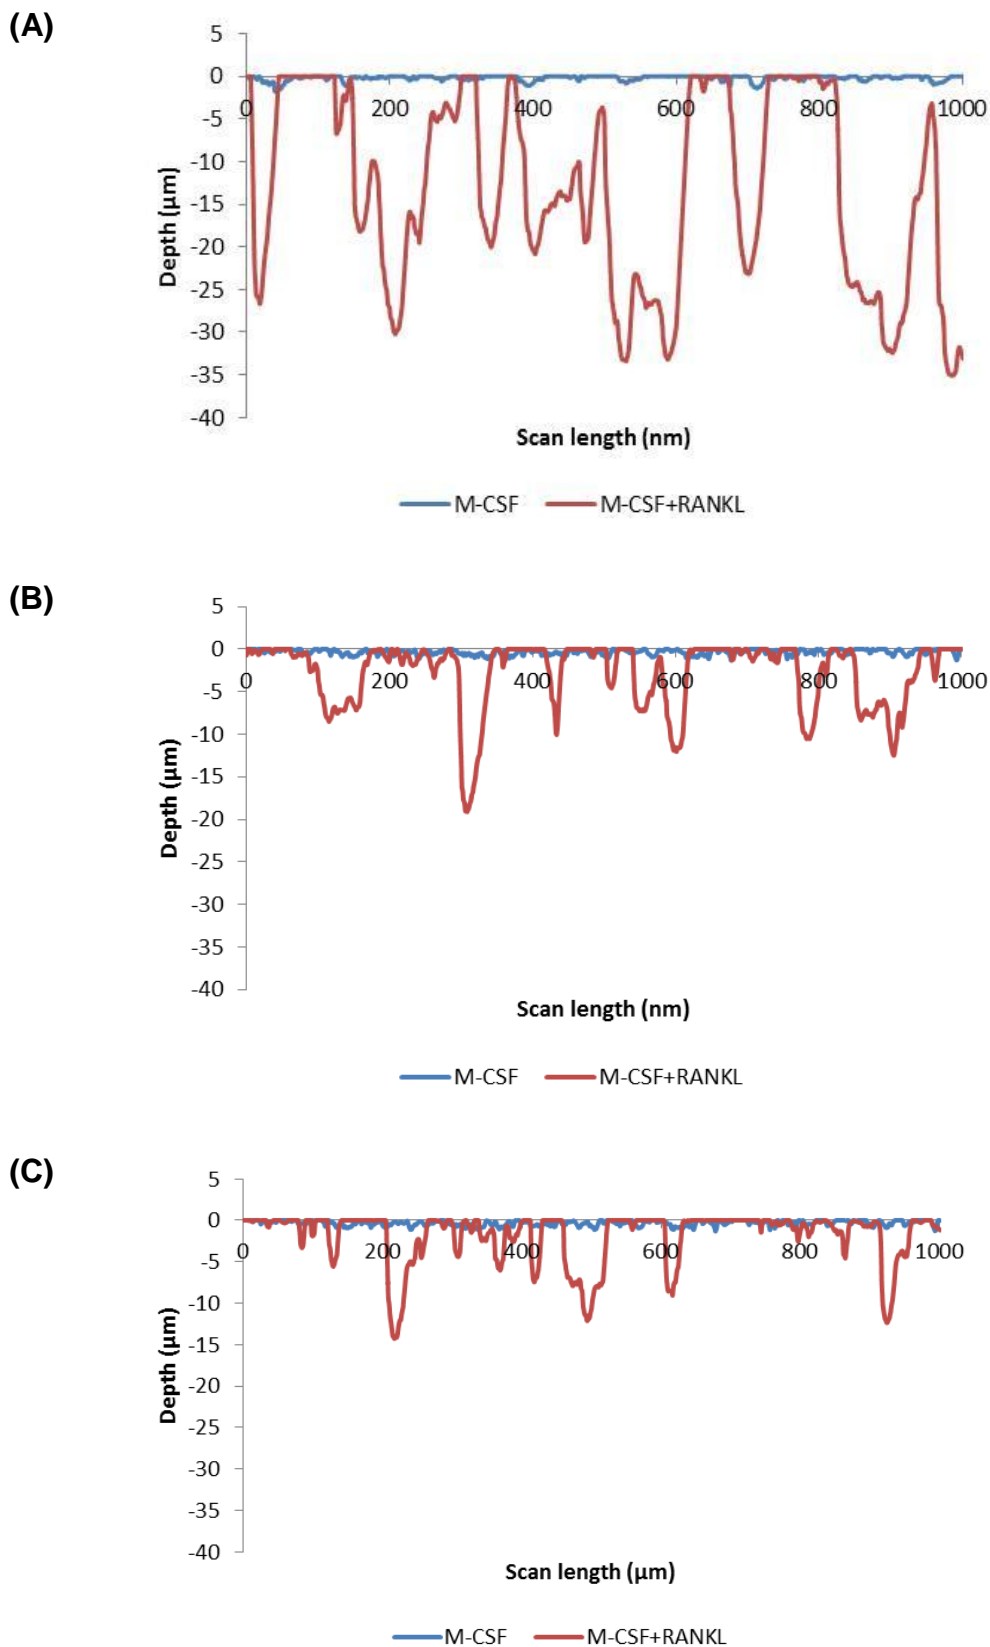 (A)
5
0
-5
-10
-15
-20
-25
-30
-35
-40
0 200 400 600 800 1000
Depth (µm)
Scan length (nm)
M-CSF M-CSF+RANKL
(B)
5
0
-5
-10
-15
-20
-25
-30
-35
-40
0 200 400 600 800 1000
Depth (µm)
Scan length (nm)
M-CSF M-CSF+RANKL
(C)
5
0
-5
-10
-15
-20
-25
-30
-35
-40
0 200 400 600 800 1000
Depth (µm)
Scan length (µm)
M-CSF M-CSF+RANKL